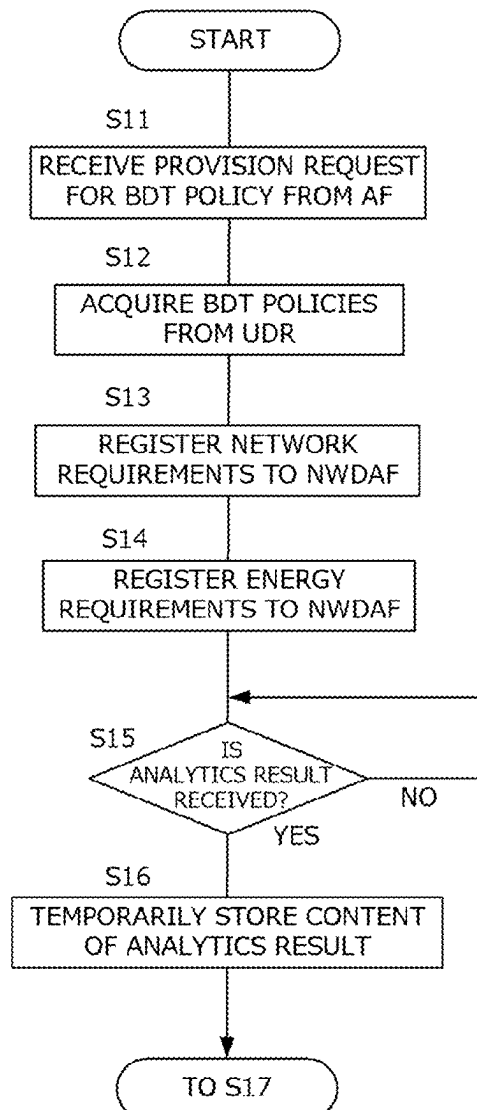 START
S11
RECEIVE PROVISION REQUEST
FOR BDT POLICY FROM AF
S12
ACQUIRE BDT POLICIES
FROM UDR
S13
REGISTER NETWORK
REQUIREMENTS TO NWDAF
S14
REGISTER ENERGY
REQUIREMENTS TO NWDAF
S15
IS
ANALYTICS RESULT
RECEIVED?
NO
YES
S16
TEMPORARILY STORE CONTENT
OF ANALYTICS RESULT
TO S17